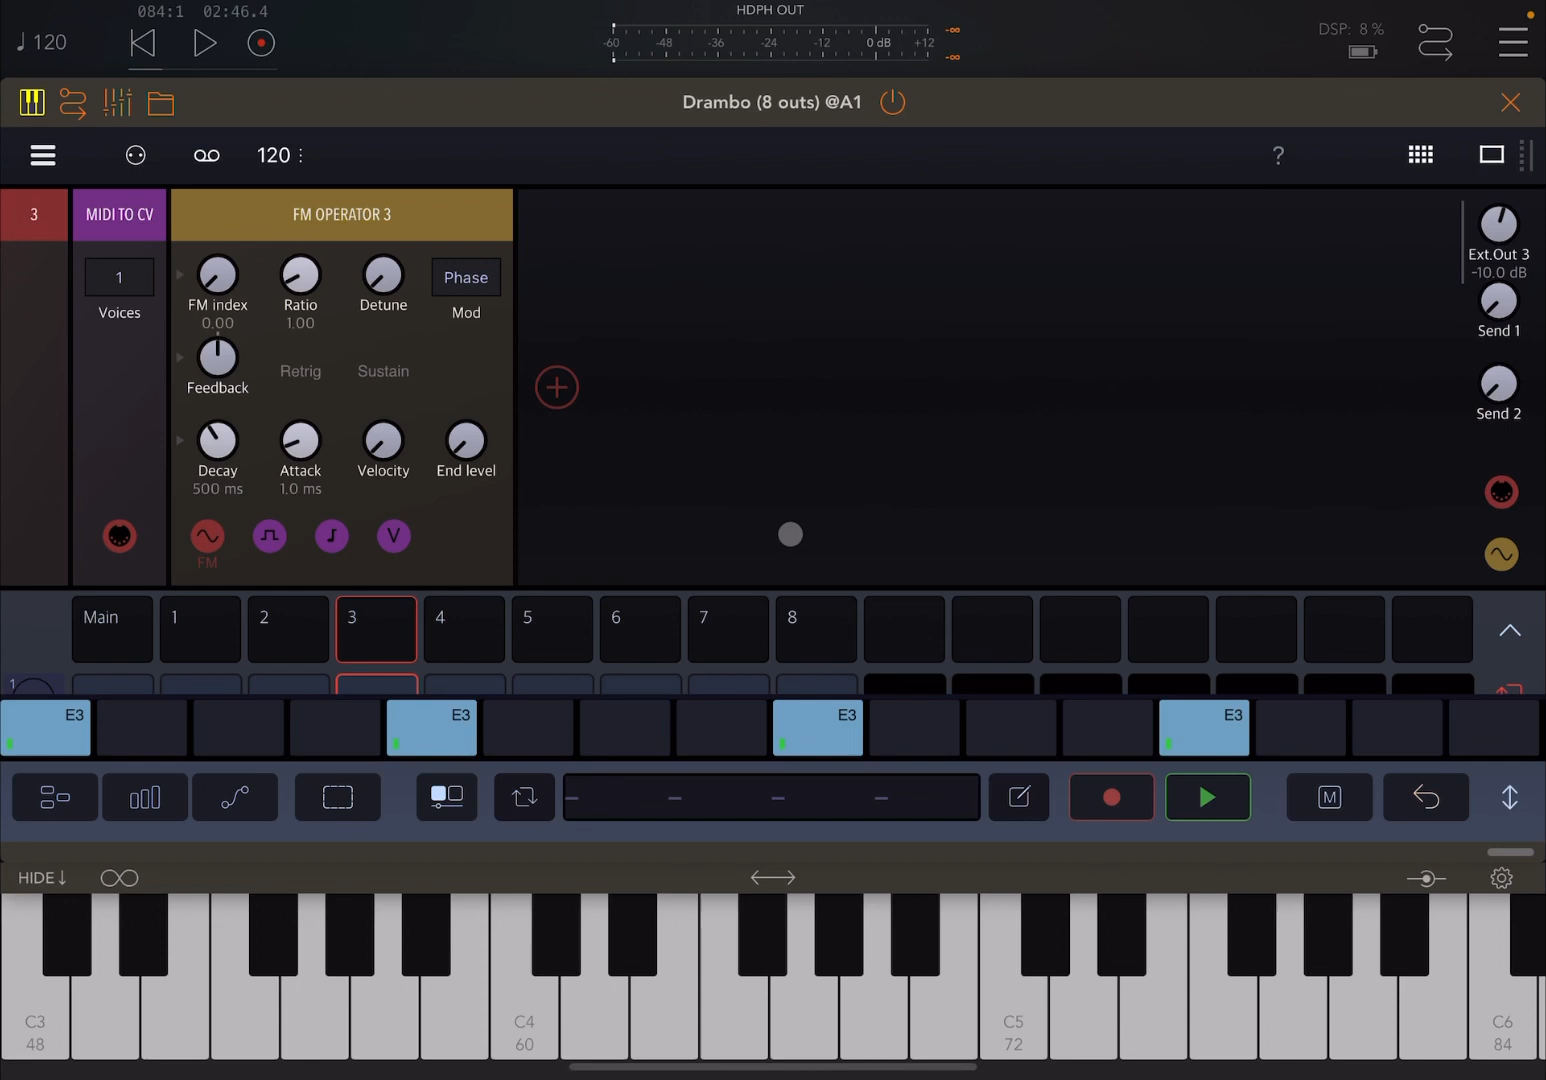 084:1 02:46.4
HDPH OUT
♩ 120
-60 -48 -36 -24 -12 0 dB +12
-∞
-∞
DSP: 8 %
Drambo (8 outs) @A1
120
?
3
MIDI TO CV
FM OPERATOR 3
1
Voices
FM index
0.00
Ratio
1.00
Detune
Phase
Mod
Feedback
Retrig
Sustain
Decay
500 ms
Attack
1.0 ms
Velocity
End level
V
FM
Ext.Out 3
-10.0 dB
Send 1
Send 2
Main 1 2 3 4 5 6 7 8
1
E3 E3 E3 E3
M
HIDE↓
C3 C4 C5 C6
48 60 72 84